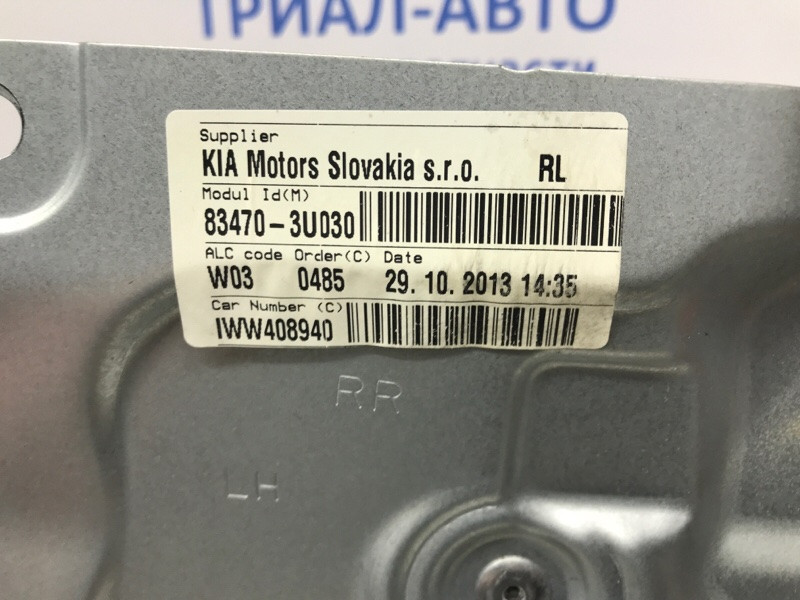 ТРИАЛ-АВТО
Supplier
KIA Motors Slovakia s.r.o. RL
Modul Id(M)
83470-3U030
ALC code Order(C) Date
W03 0485 29. 10. 2013 14:35
Car Number (C)
IWW408940
RR
LH